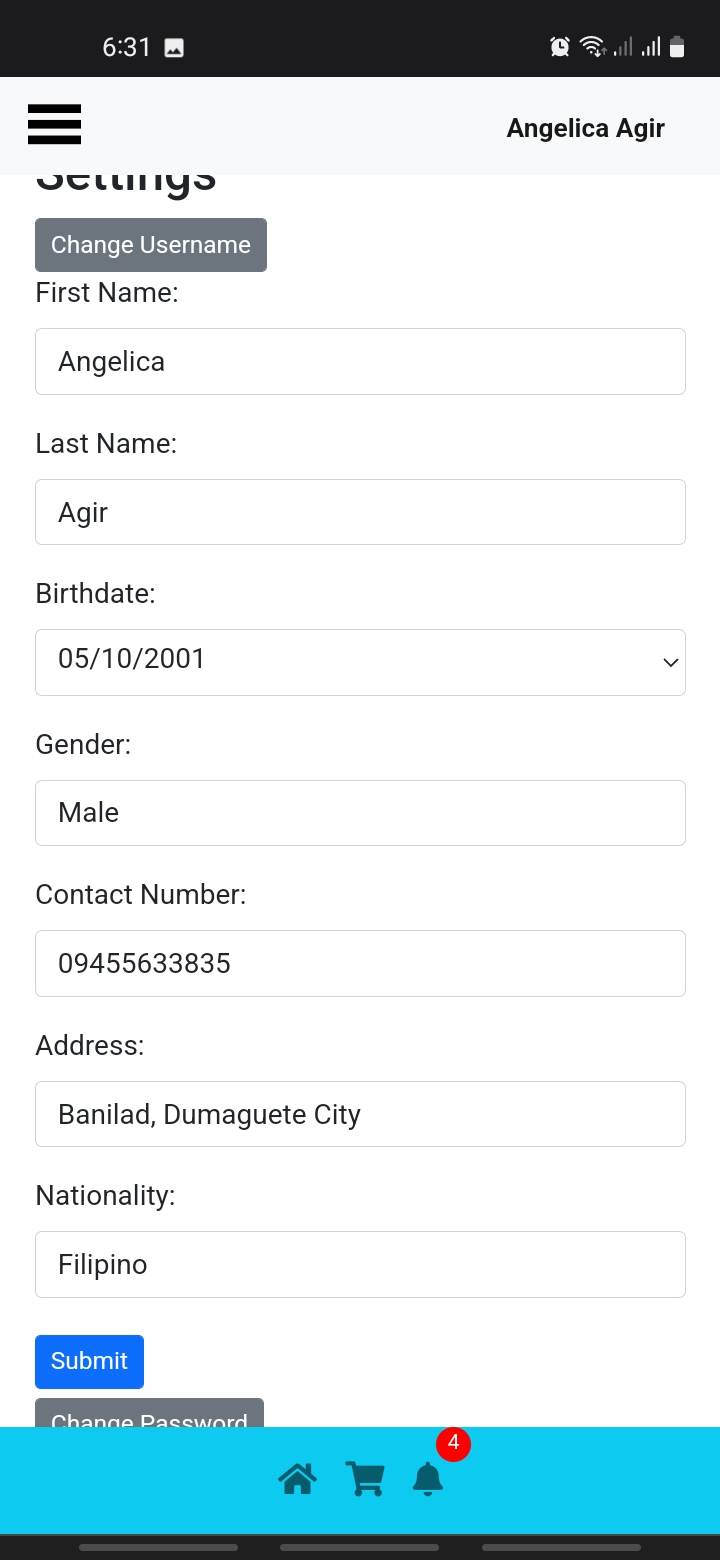 6:31
Angelica Agir
Settings
Change Username
First Name:
Angelica
Last Name:
Agir
Birthdate:
05/10/2001
Gender:
Male
Contact Number:
09455633835
Address:
Banilad, Dumaguete City
Nationality:
Filipino
Submit
Change Password
4